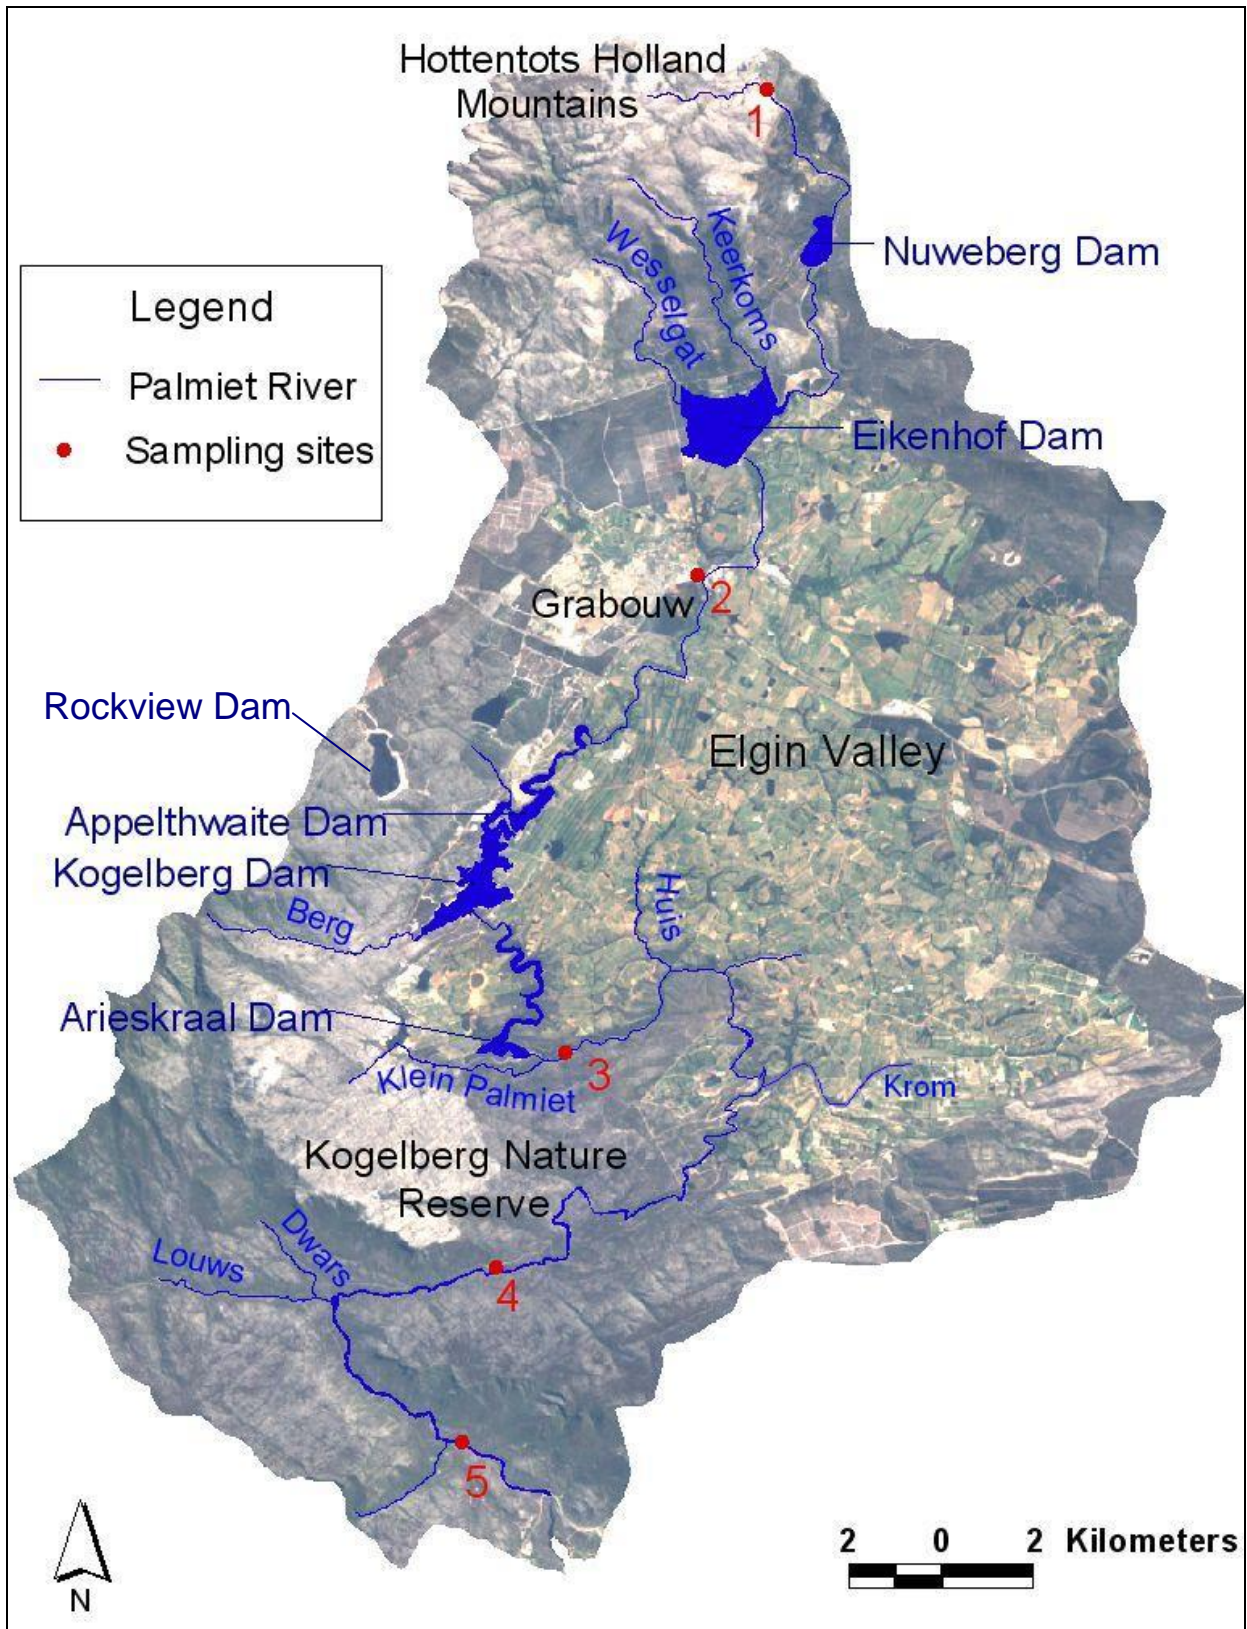 Hottentots Holland
Mountains
1
Keerkoms
Wesselgat
Nuweberg Dam
Legend
Palmiet River
Sampling sites
Eikenhof Dam
2
Grabouw
Rockview Dam
Elgin Valley
Appelthwaite Dam
Kogelberg Dam
Huis
Berg
Arieskraal Dam
3
Klein Palmiet
Krom
Kogelberg Nature
Reserve
Dwars
Louws
4
5
N
2 0 2 Kilometers